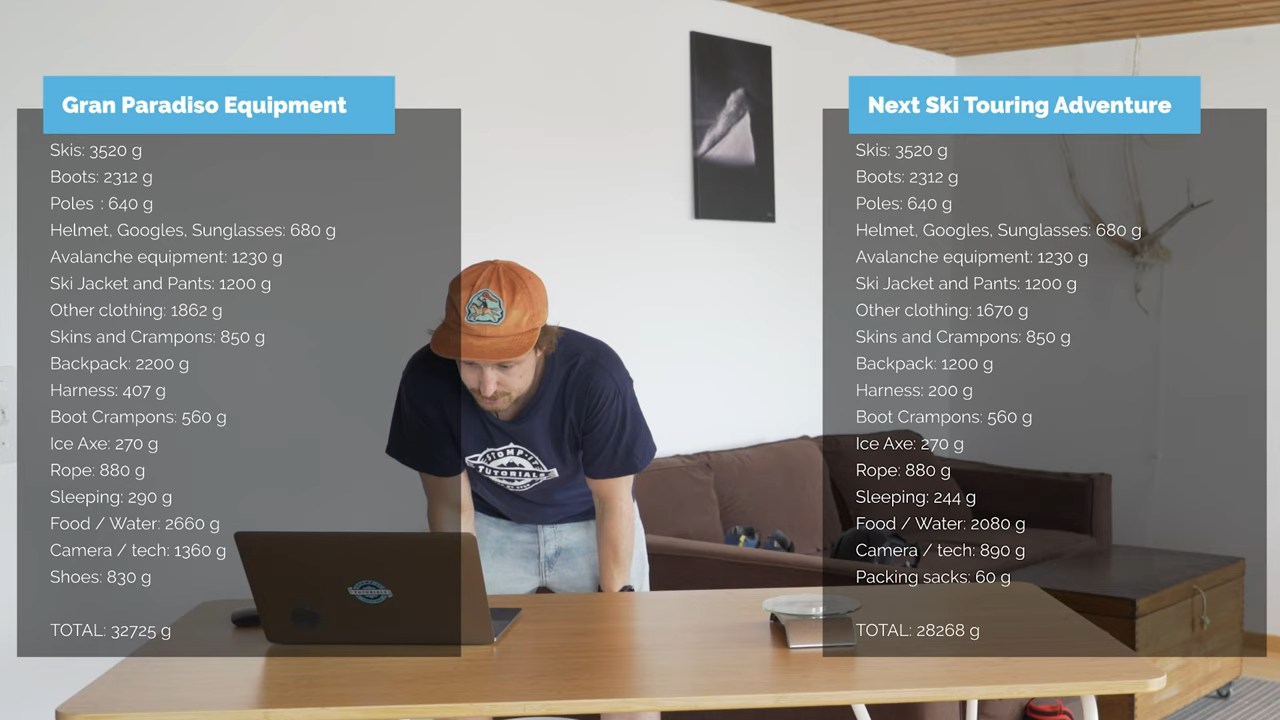 Gran Paradiso Equipment
Skis: 3520 g
Boots: 2312 g
Poles : 640 g
Helmet, Googles, Sunglasses: 680 g
Avalanche equipment: 1230 g
Ski Jacket and Pants: 1200 g
Other clothing: 1862 g
Skins and Crampons: 850 g
Backpack: 2200 g
Harness: 407 g
Boot Crampons: 560 g
Ice Axe: 270 g
Rope: 880 g
Sleeping: 290 g
Food / Water: 2660 g
Camera / tech: 1360 g
Shoes: 830 g
TOTAL: 32725 g
STOMP-IT
TUTORIALS
Next Ski Touring Adventure
Skis: 3520 g
Boots: 2312 g
Poles: 640 g
Helmet, Googles, Sunglasses: 680 g
Avalanche equipment: 1230 g
Ski Jacket and Pants: 1200 g
Other clothing: 1670 g
Skins and Crampons: 850 g
Backpack: 1200 g
Harness: 200 g
Boot Crampons: 560 g
Ice Axe: 270 g
Rope: 880 g
Sleeping: 244 g
Food / Water: 2080 g
Camera / tech: 890 g
Packing sacks: 60 g
TOTAL: 28268 g